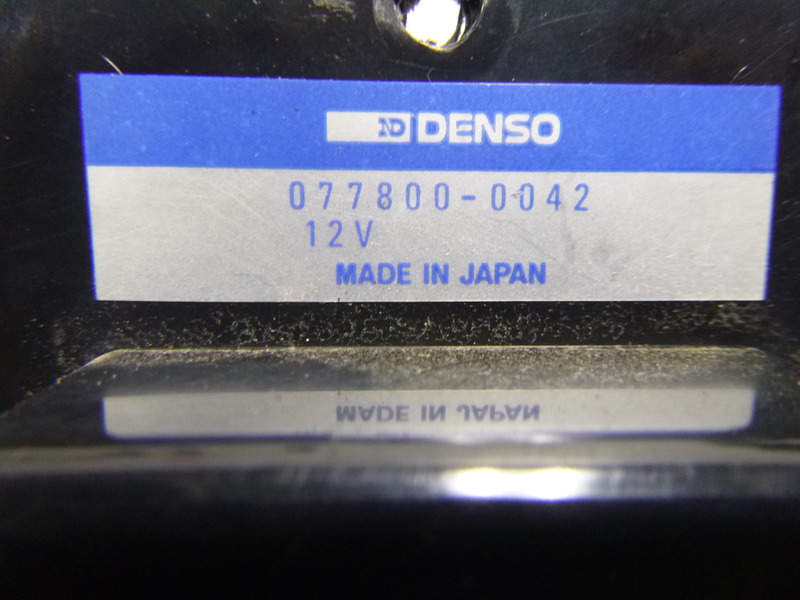 ND DENSO
077800-0042
12V
MADE IN JAPAN
MADE IN JAPAN